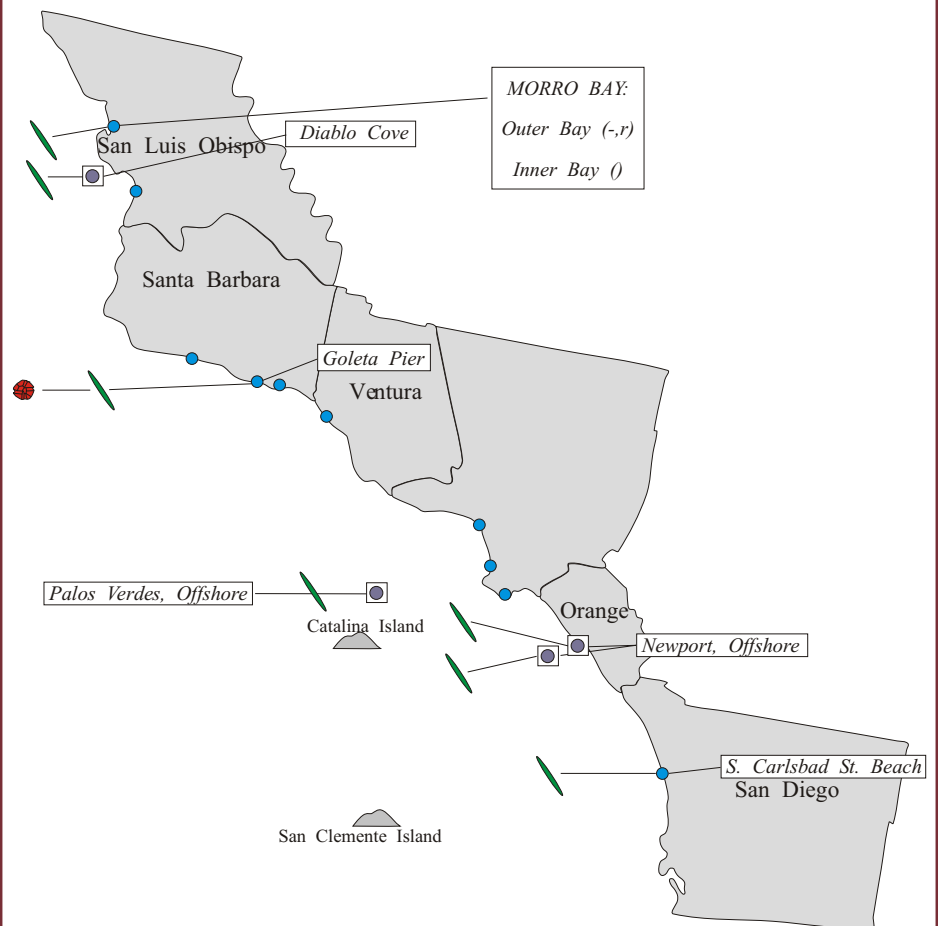 MORRO BAY:
Outer Bay (-,r)
Inner Bay ()
Diablo Cove
San Luis Obispo
Santa Barbara
Goleta Pier
Ventura
Palos Verdes, Offshore
Catalina Island
Orange
Newport, Offshore
S. Carlsbad St. Beach
San Diego
San Clemente Island